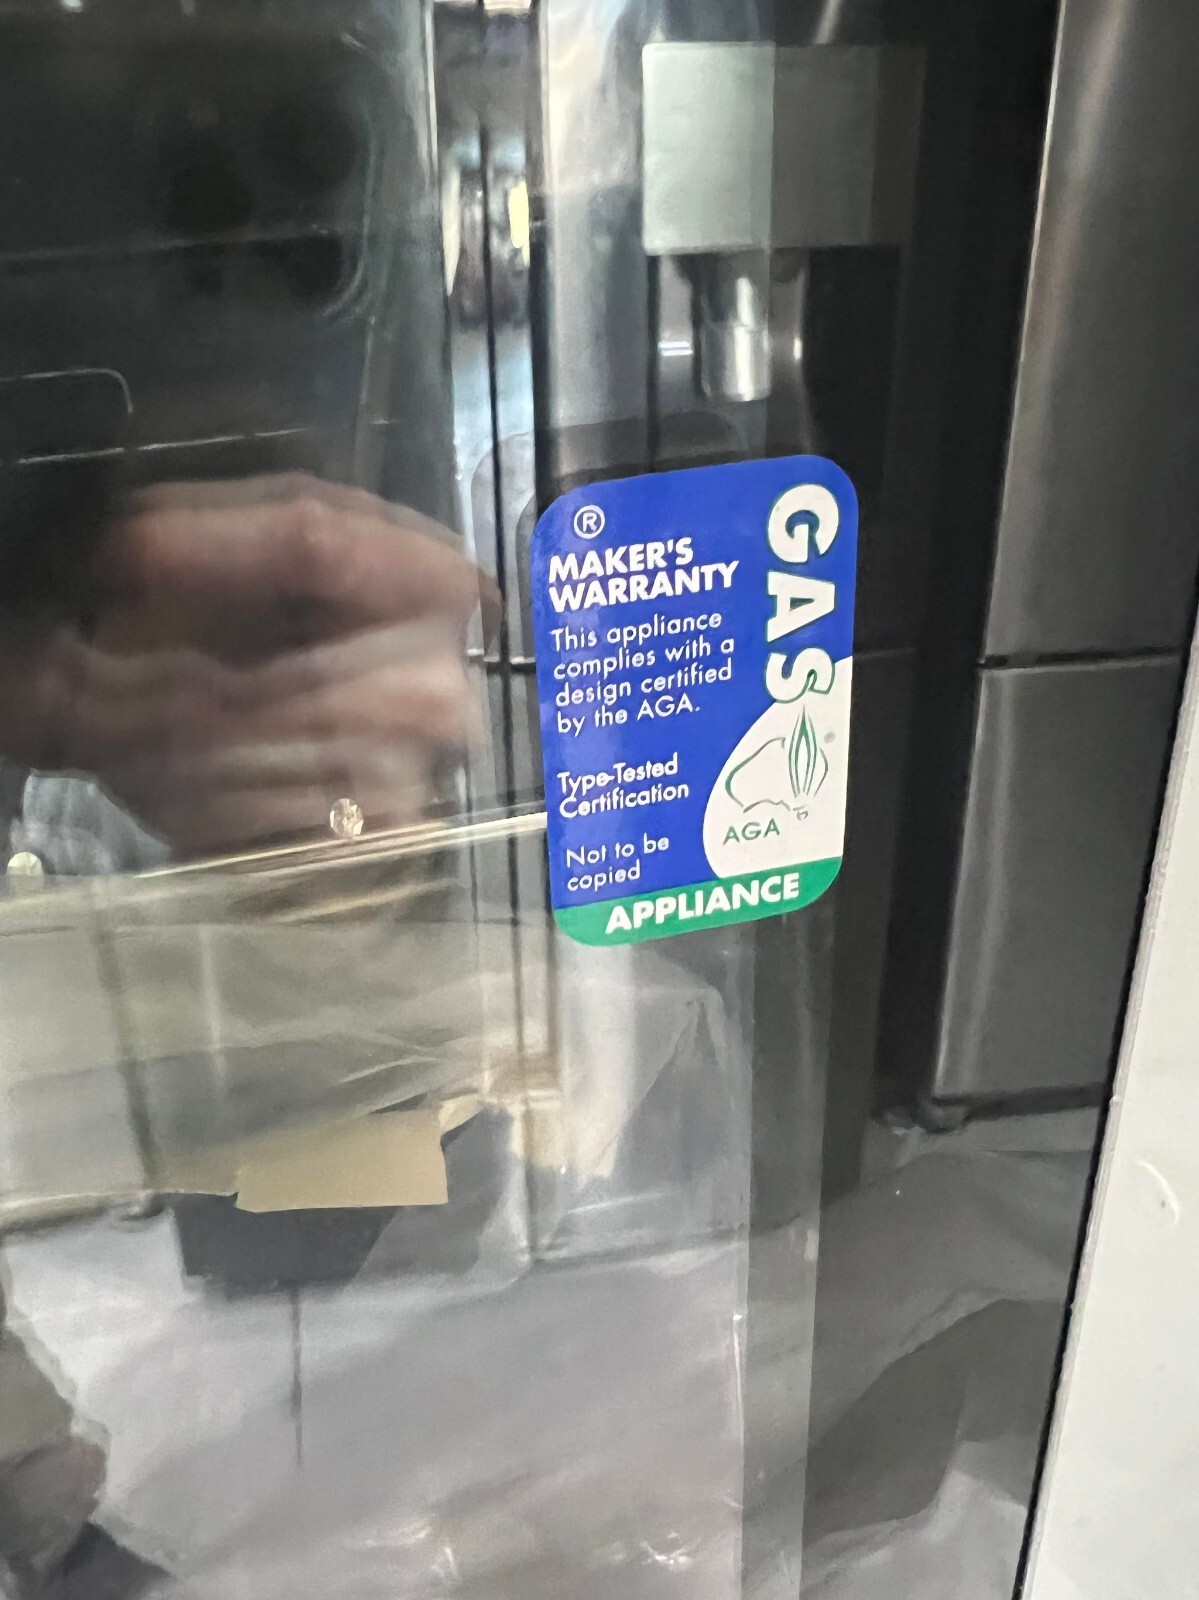 ®
MAKER'S
WARRANTY
This appliance
complies with a
design certified
by the AGA.
Type-Tested
Certification
Not to be
copied
GAS
®
AGA
APPLIANCE